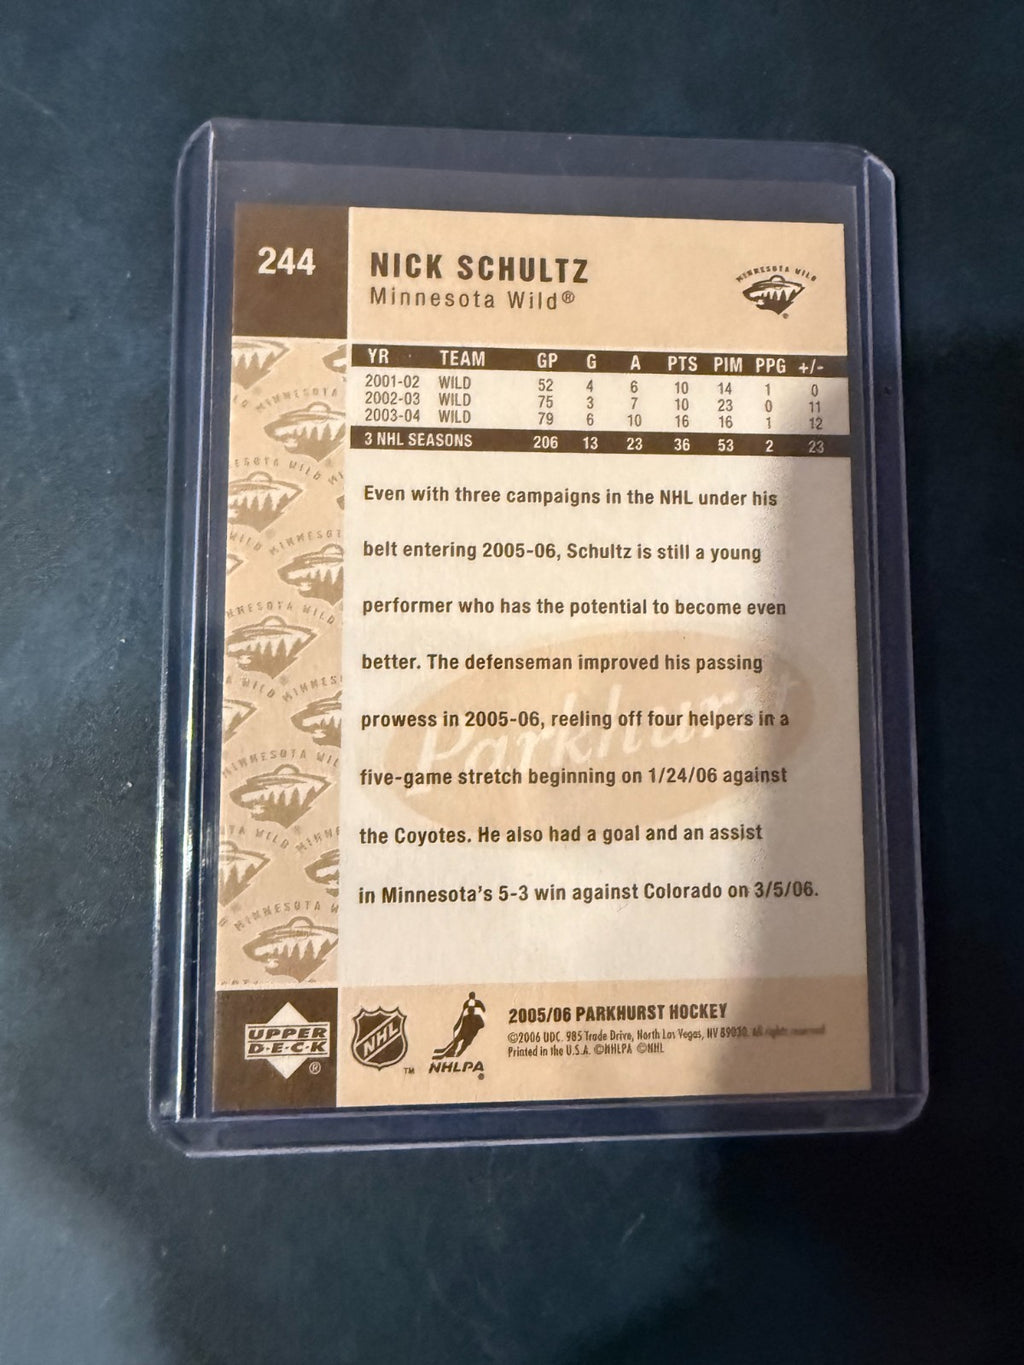 244
NICK SCHULTZ
Minnesota Wild®
MINNESOTA WILD
YR TEAM GP G A PTS PIM PPG +/-
2001-02 WILD 52 4 6 10 14 1 0
2002-03 WILD 75 3 7 10 23 0 11
2003-04 WILD 79 6 10 16 16 1 12
3 NHL SEASONS 206 13 23 36 53 2 23
Even with three campaigns in the NHL under his
belt entering 2005-06, Schultz is still a young
performer who has the potential to become even
better. The defenseman improved his passing
prowess in 2005-06, reeling off four helpers in a
five-game stretch beginning on 1/24/06 against
the Coyotes. He also had a goal and an assist
in Minnesota's 5-3 win against Colorado on 3/5/06.
Parkhurst
UPPER
D·E·C·K
®
NHL
TM
NHLPA
®
2005/06 PARKHURST HOCKEY
©2006 UDC. 985 Trade Drive, North Las Vegas, NV 89030. All rights reserved
Printed in the U.S.A. ©NHLPA ©NHL